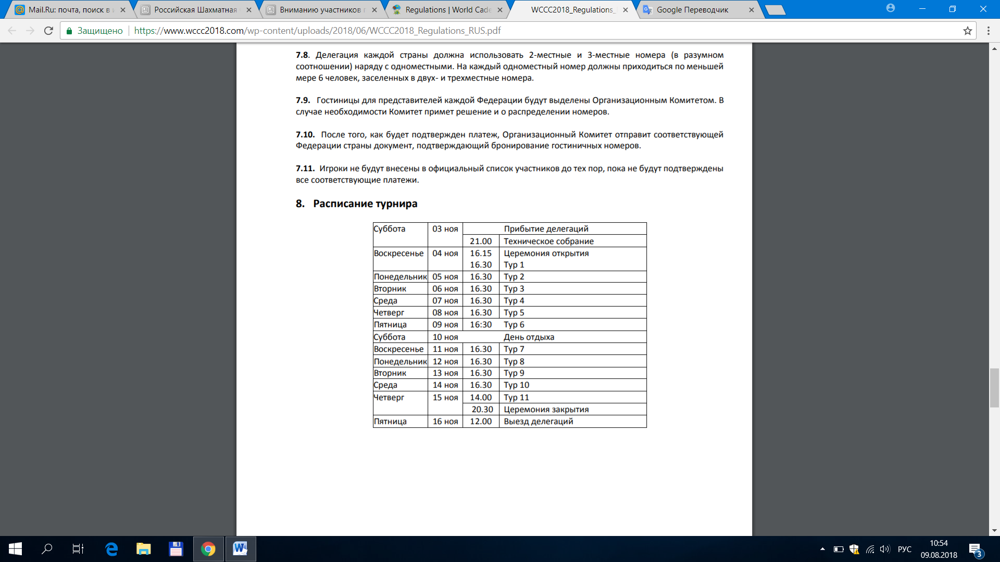 Mail.Ru: почта, поиск в
Российская Шахматная
Вниманию участников
Regulations | World Cade
WCCC2018_Regulations_
Google Переводчик
Защищено
https://www.wccc2018.com/wp-content/uploads/2018/06/WCCC2018_Regulations_RUS.pdf
7.8. Делегация каждой страны должна использовать 2-местные и 3-местные номера (в разумном
соотношении) наряду с одноместными. На каждый одноместный номер должны приходиться по меньшей
мере 6 человек, заселенных в двух- и трехместные номера.
7.9. Гостиницы для представителей каждой Федерации будут выделены Организационным Комитетом. В
случае необходимости Комитет примет решение и о распределении номеров.
7.10. После того, как будет подтвержден платеж, Организационный Комитет отправит соответствующей
Федерации страны документ, подтверждающий бронирование гостиничных номеров.
7.11. Игроки не будут внесены в официальный список участников до тех пор, пока не будут подтверждены
все соответствующие платежи.
8. Расписание турнира
Суббота 03 ноя Прибытие делегаций
21.00 Техническое собрание
Воскресенье 04 ноя 16.15 Церемония открытия
16.30 Тур 1
Понедельник 05 ноя 16.30 Тур 2
Вторник 06 ноя 16.30 Тур 3
Среда 07 ноя 16.30 Тур 4
Четверг 08 ноя 16.30 Тур 5
Пятница 09 ноя 16:30 Тур 6
Суббота 10 ноя День отдыха
Воскресенье 11 ноя 16.30 Тур 7
Понедельник 12 ноя 16.30 Тур 8
Вторник 13 ноя 16.30 Тур 9
Среда 14 ноя 16.30 Тур 10
Четверг 15 ноя 14.00 Тур 11
20.30 Церемония закрытия
Пятница 16 ноя 12.00 Выезд делегаций
РУС
10:54
09.08.2018
3